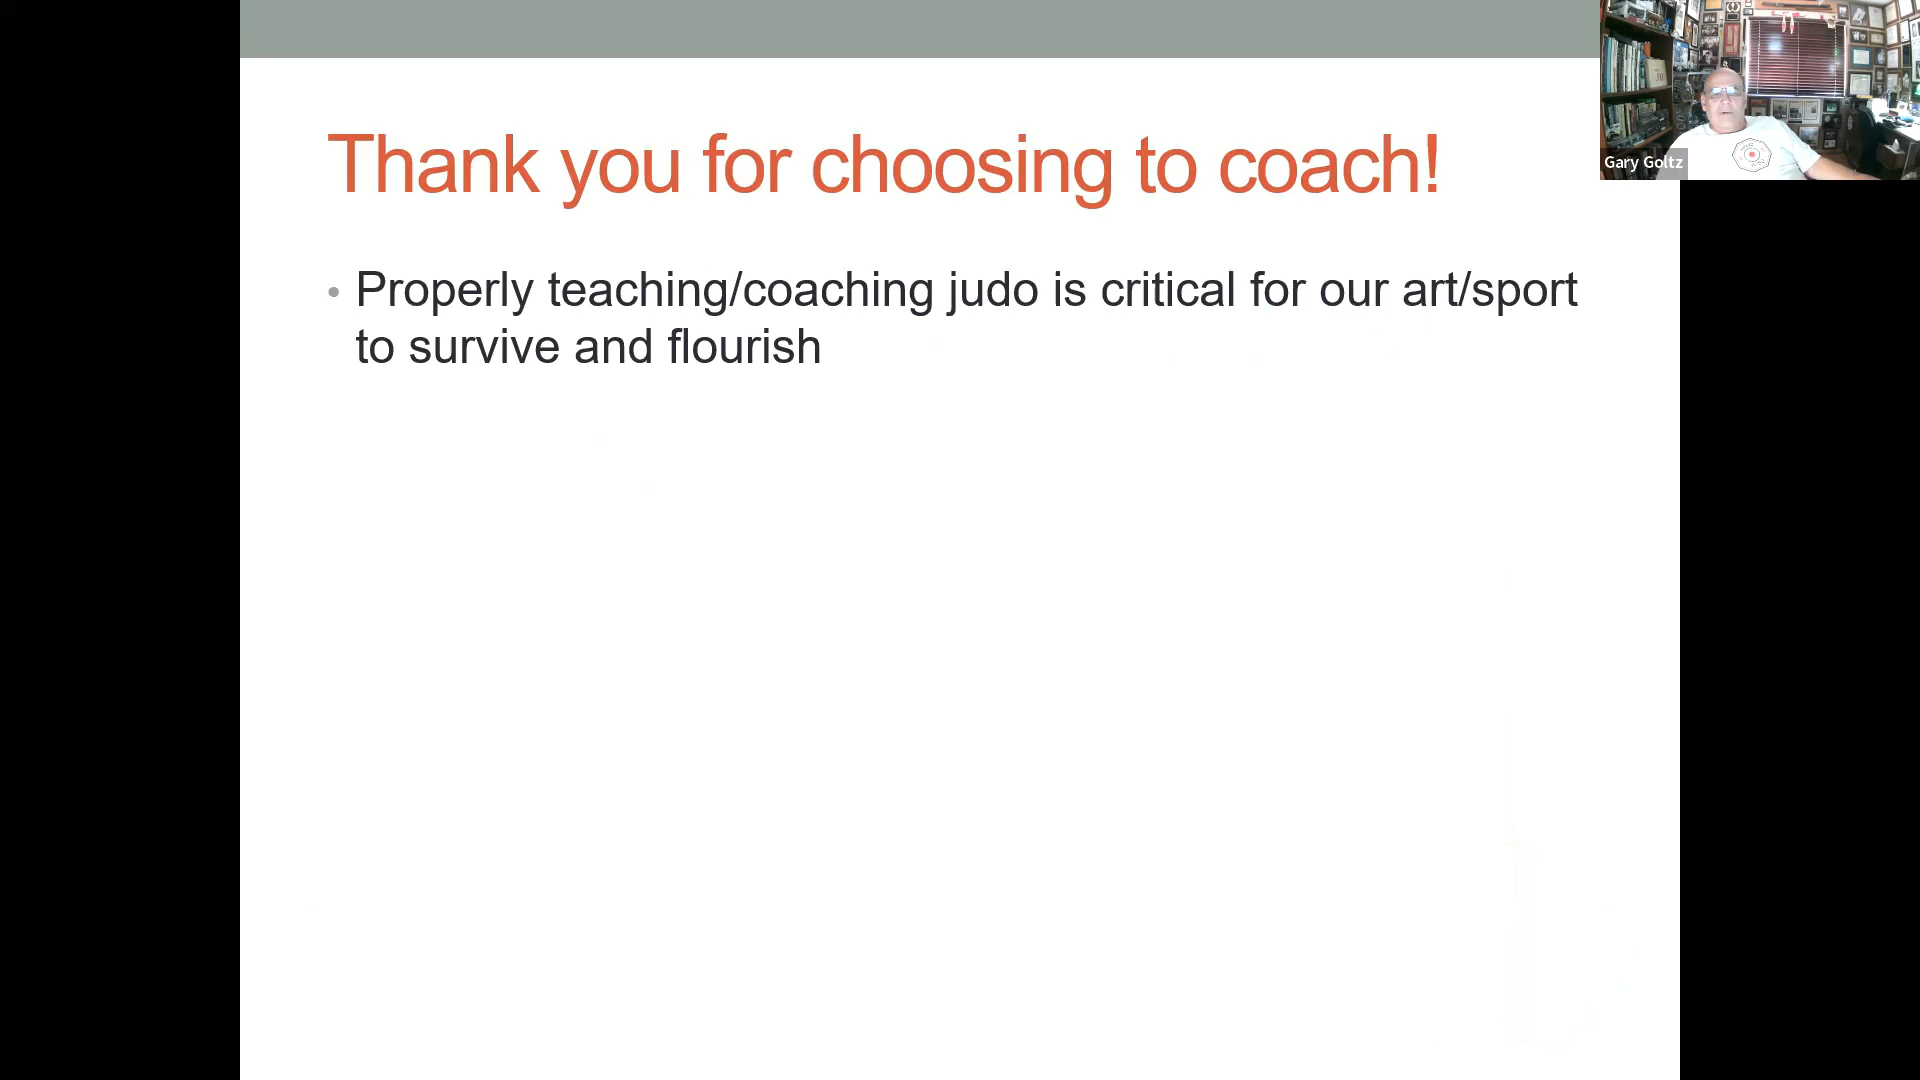 Thank you for choosing to coach!
• Properly teaching/coaching judo is critical for our art/sport
to survive and flourish
Gary Goltz